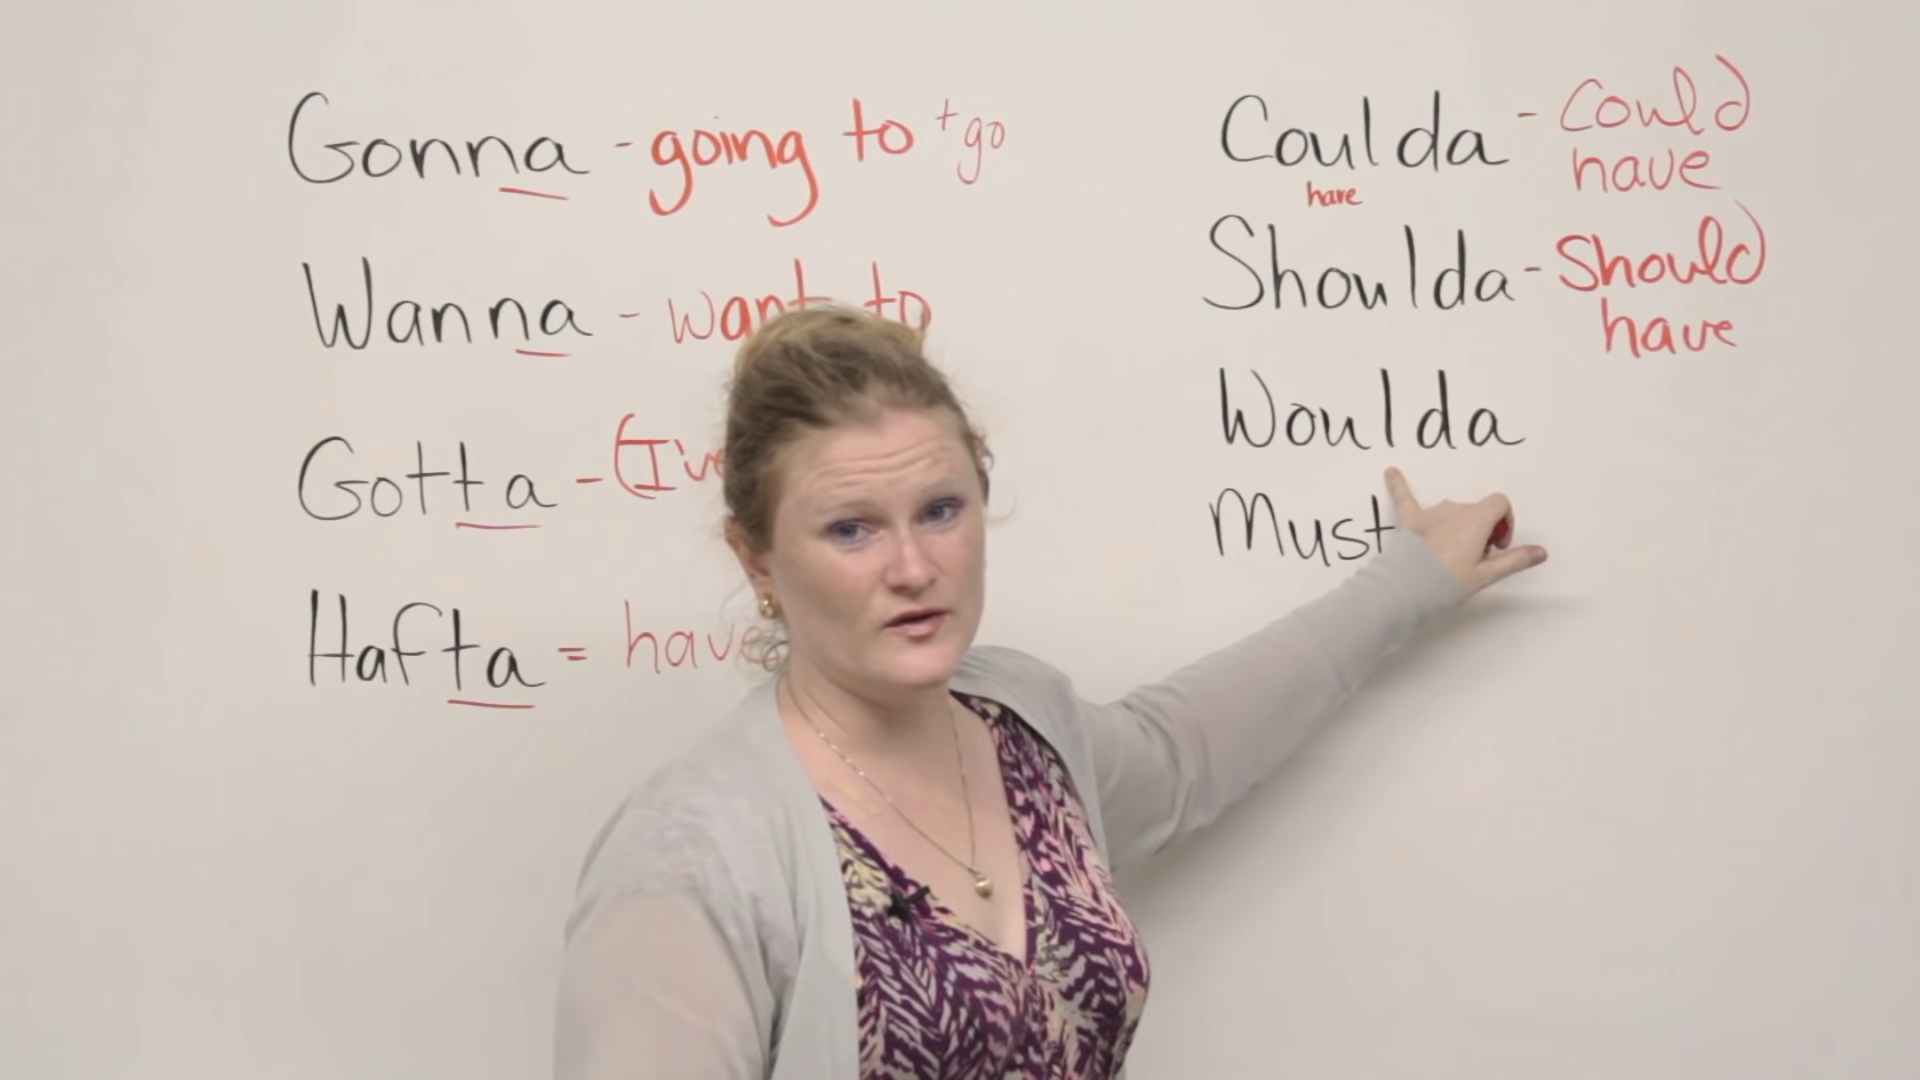 Gonna - going to + go
Wanna - want to
Gotta - (I've
Hafta = have
Coulda - could
have
have
Shoulda - Should
have
Woulda
Must